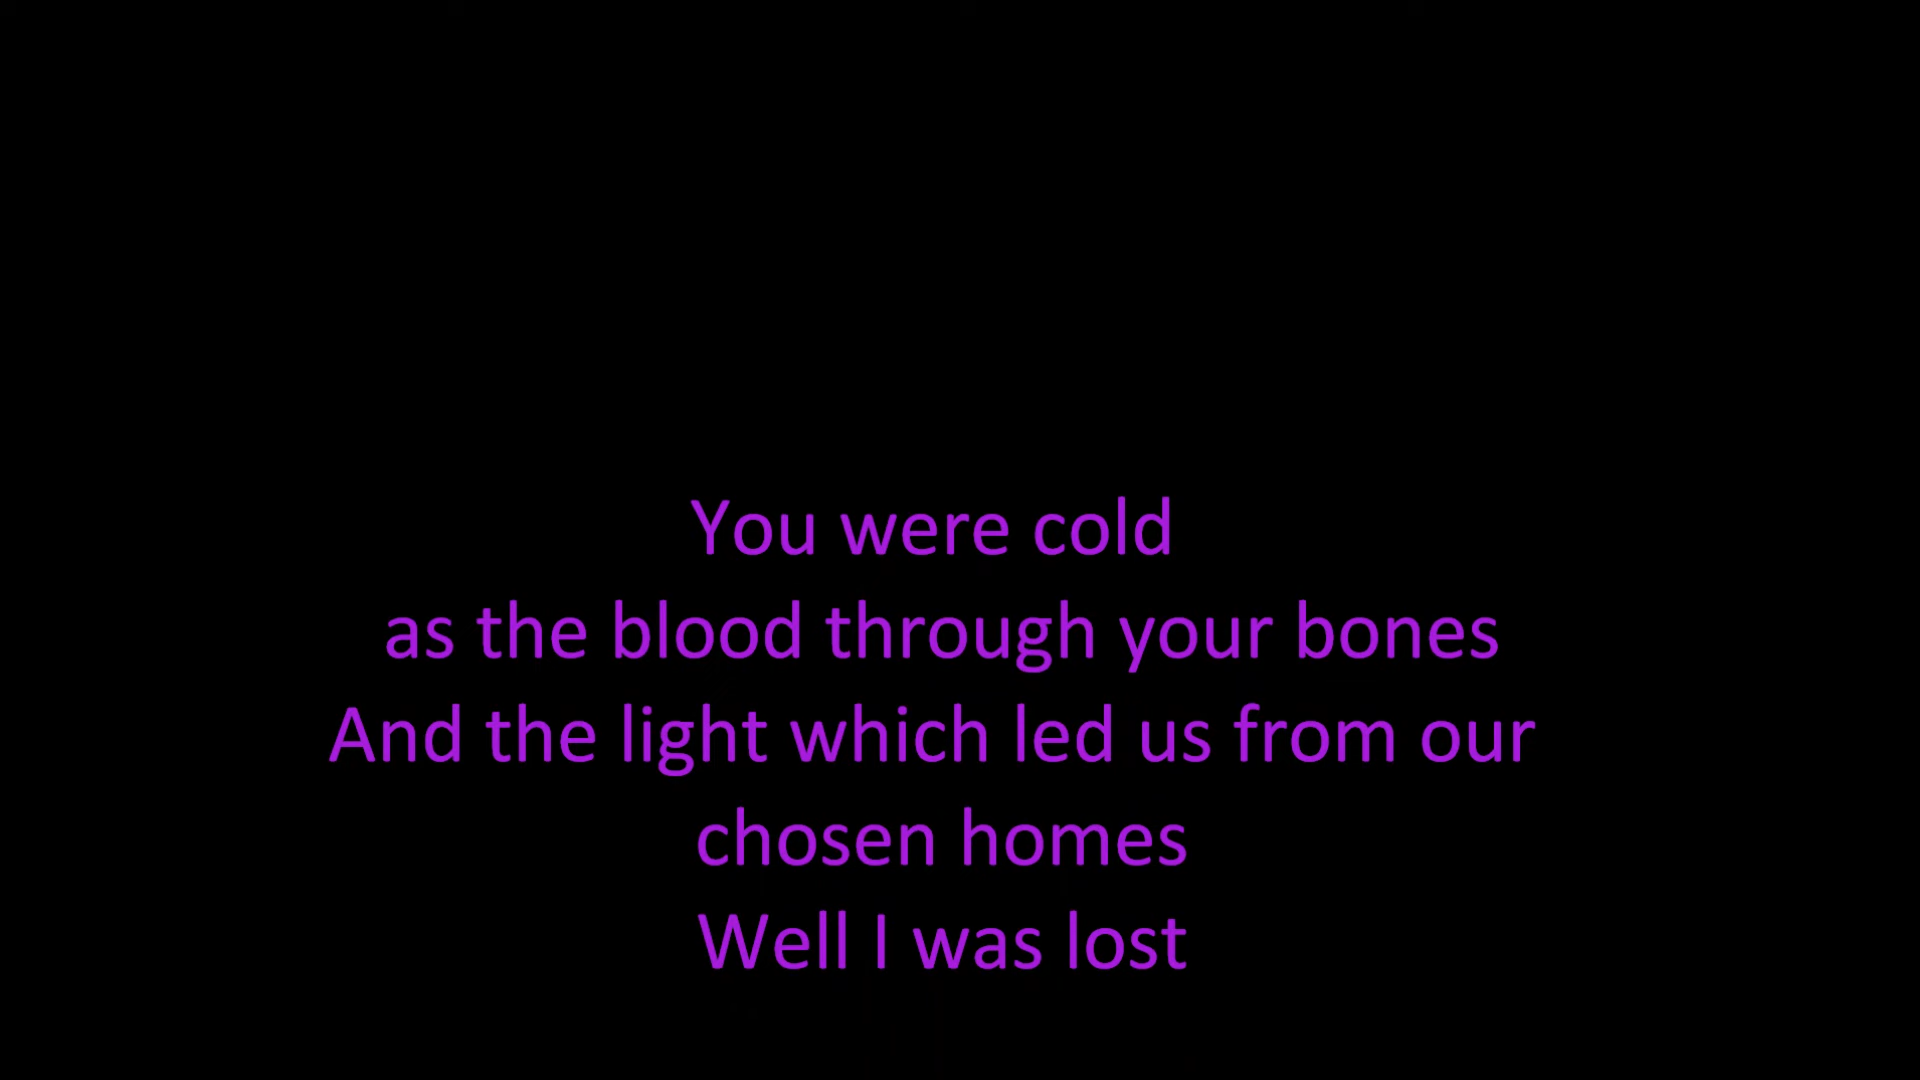 You were cold
as the blood through your bones
And the light which led us from our
chosen homes
Well I was lost